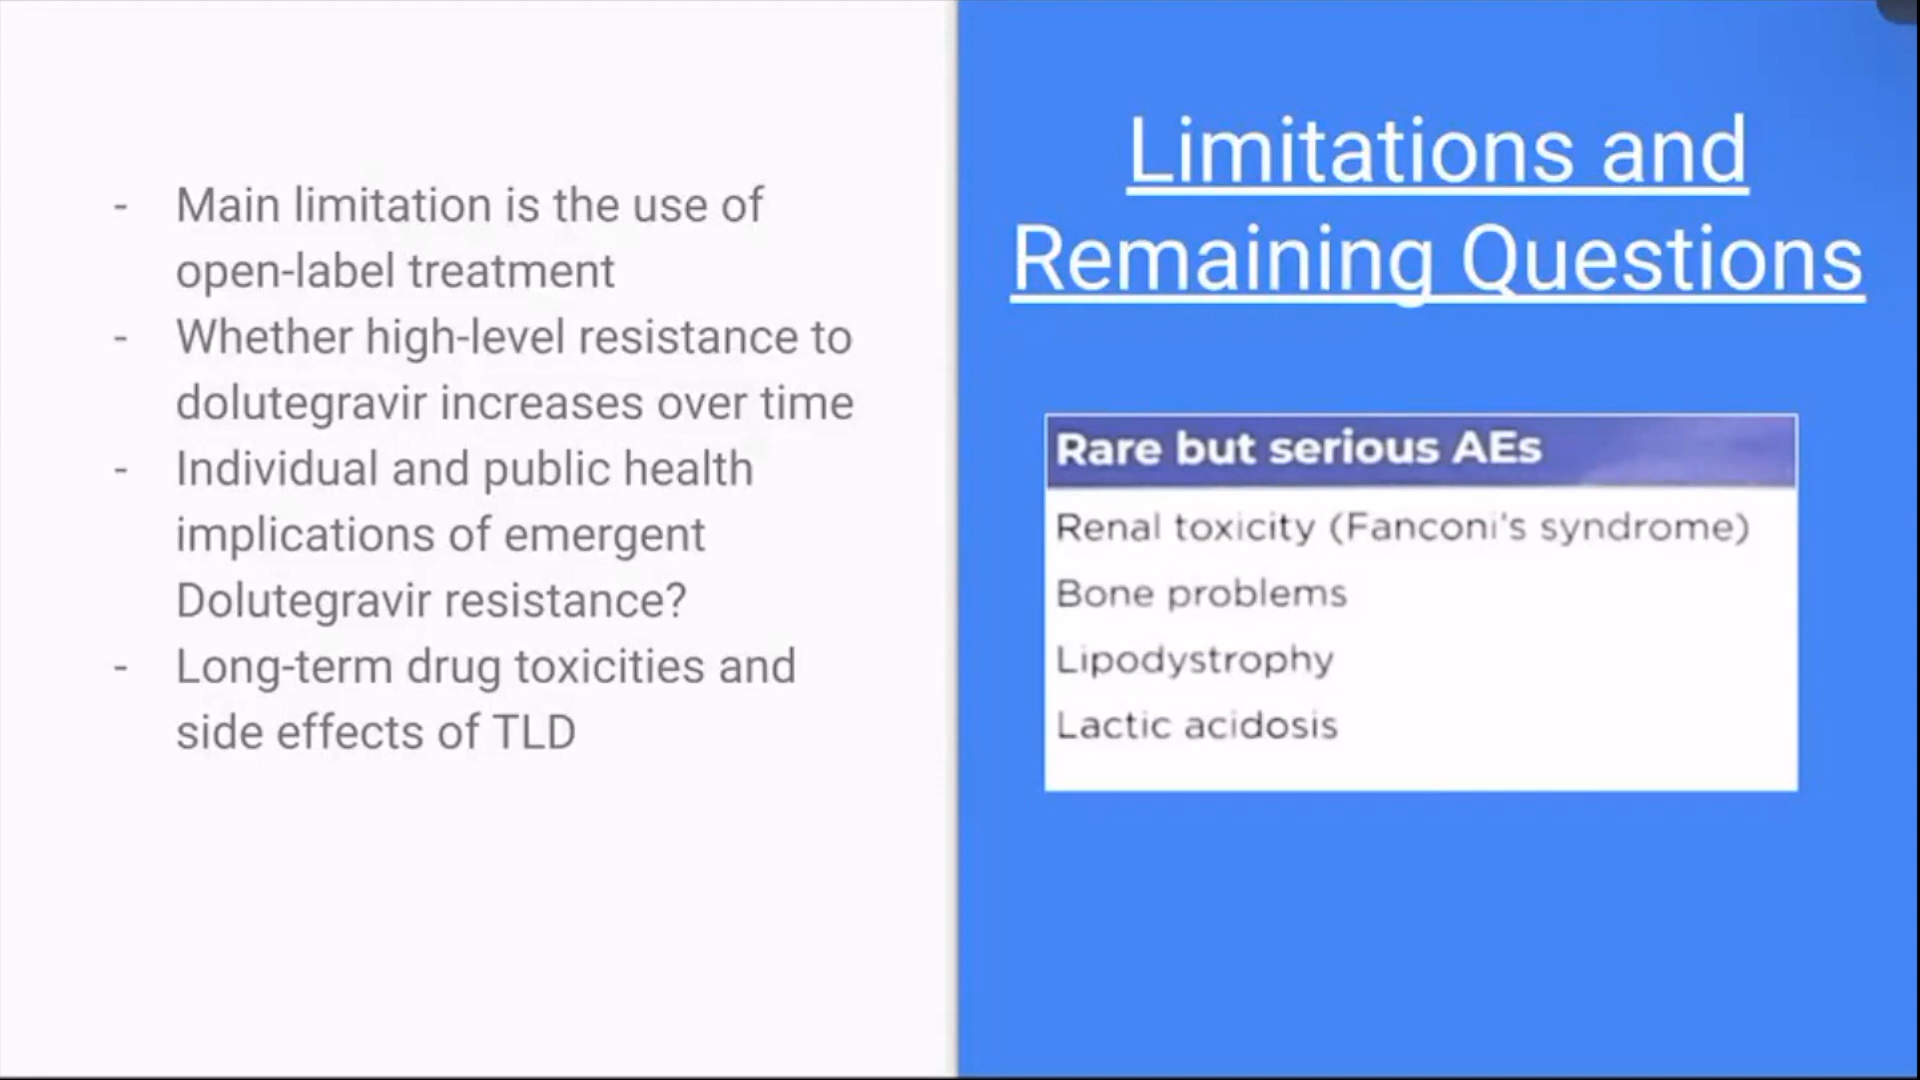 - Main limitation is the use of
open-label treatment
- Whether high-level resistance to
dolutegravir increases over time
- Individual and public health
implications of emergent
Dolutegravir resistance?
- Long-term drug toxicities and
side effects of TLD
Limitations and
Remaining Questions
Rare but serious AEs
Renal toxicity (Fanconi's syndrome)
Bone problems
Lipodystrophy
Lactic acidosis